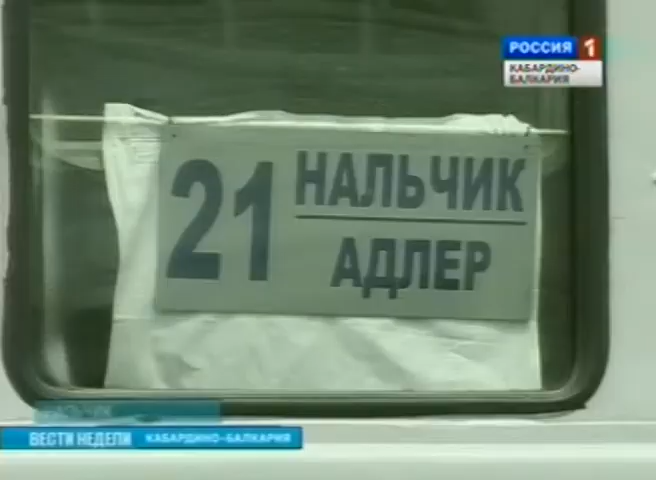 РОССИЯ 1
КАБАРДИНО-
БАЛКАРИЯ
21
НАЛЬЧИК
АДЛЕР
ВЕСТИ НЕДЕЛИ КАБАРДИНО-БАЛКАРИЯ